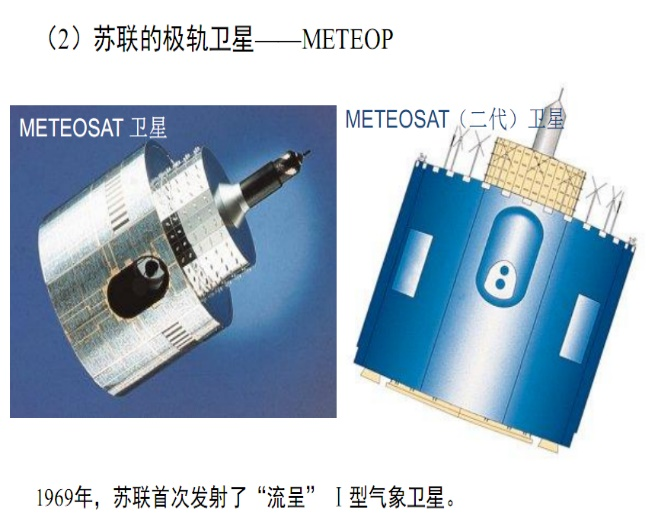 （2）苏联的极轨卫星——METEOP
METEOSAT 卫星
METEOSAT（二代）卫星
1969年，苏联首次发射了“流呈” Ⅰ型气象卫星。